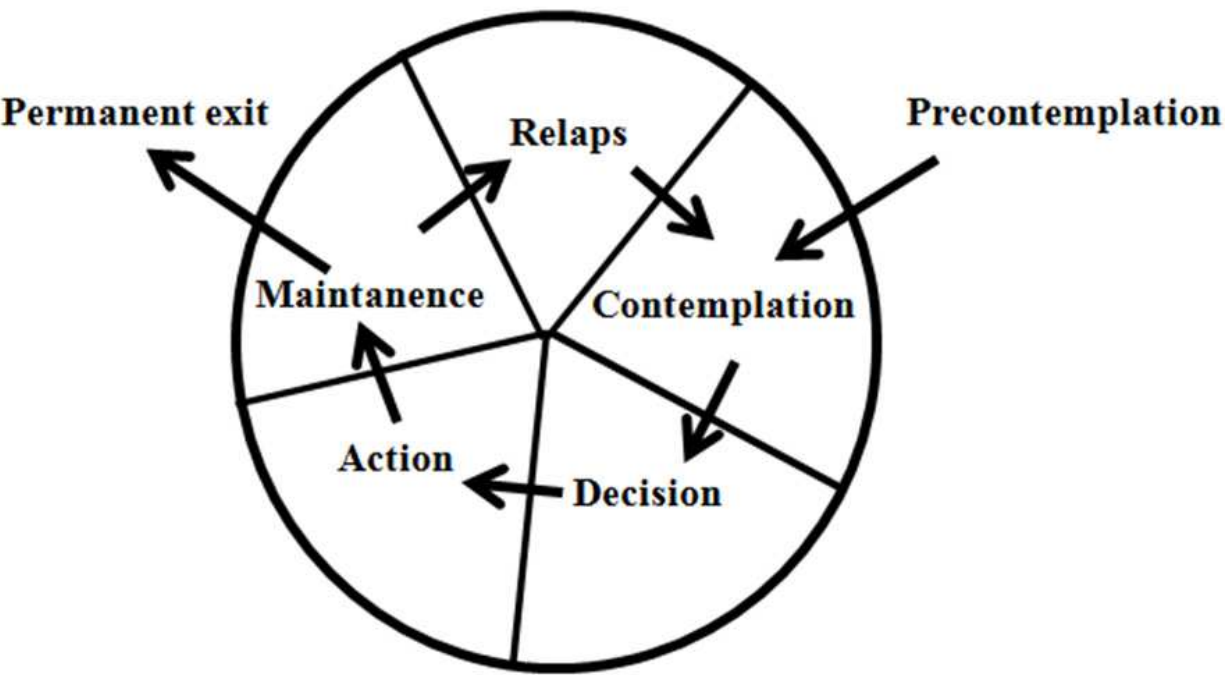 Permanent exit
Precontemplation
Relaps
Maintanence
Contemplation
Action
Decision